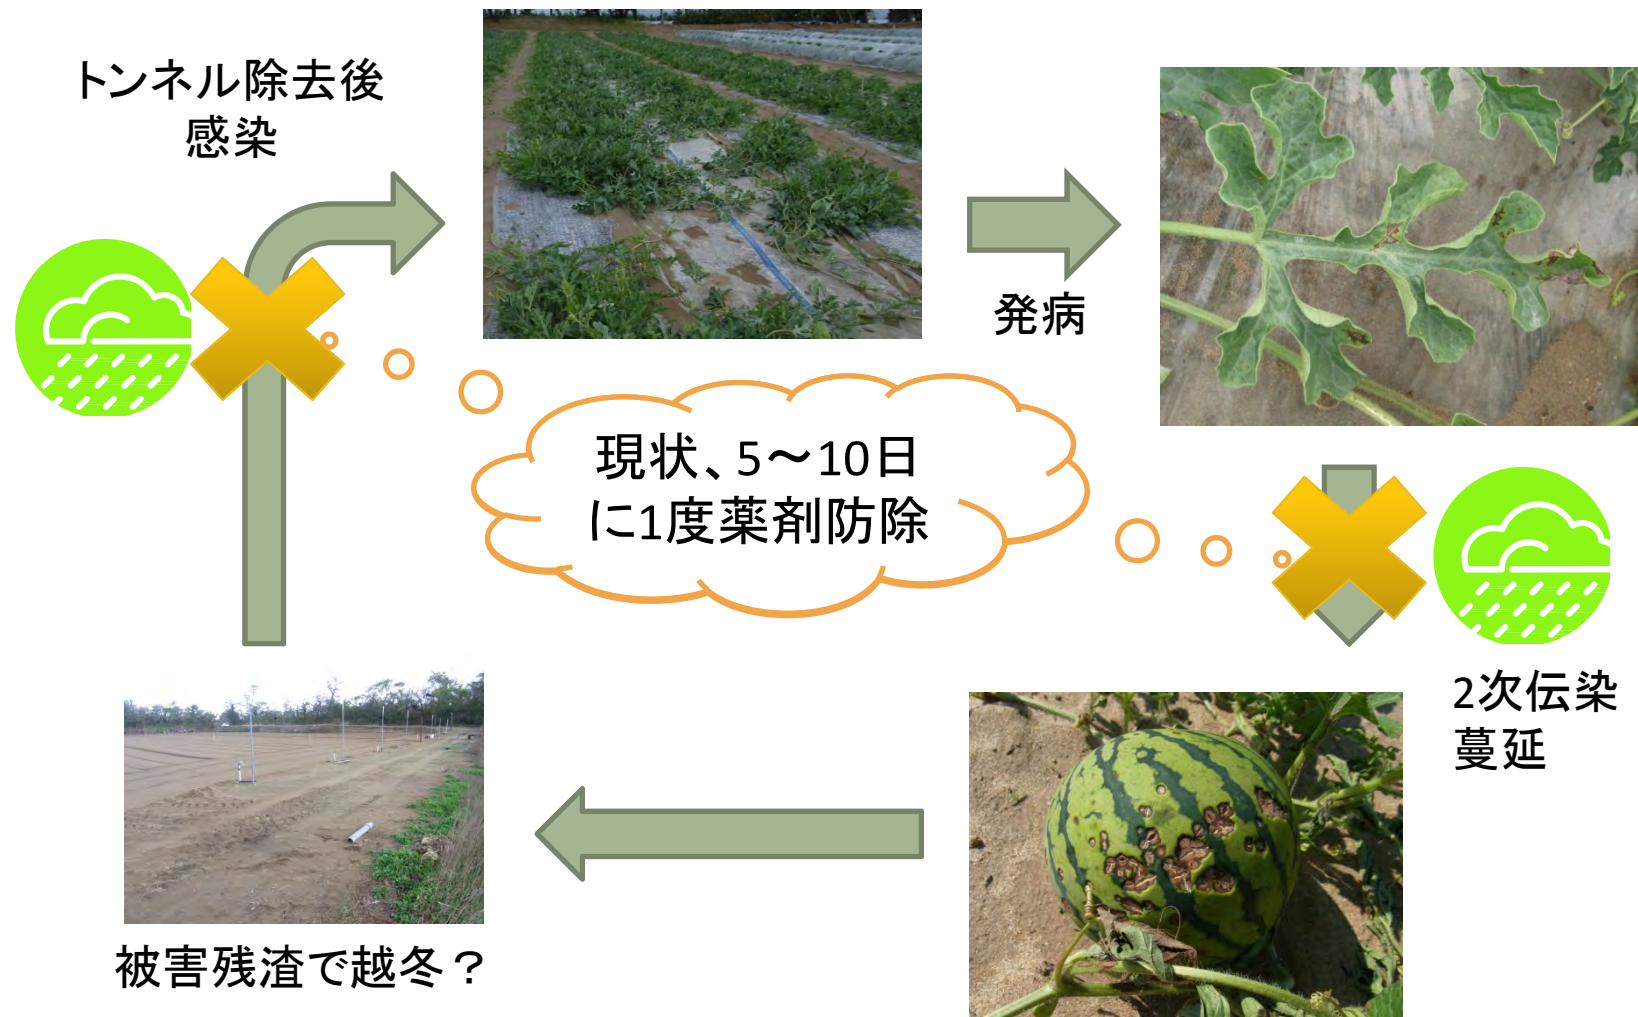 トンネル除去後
感染
発病
現状、5～10日
に1度薬剤防除
2次伝染
蔓延
被害残渣で越冬？